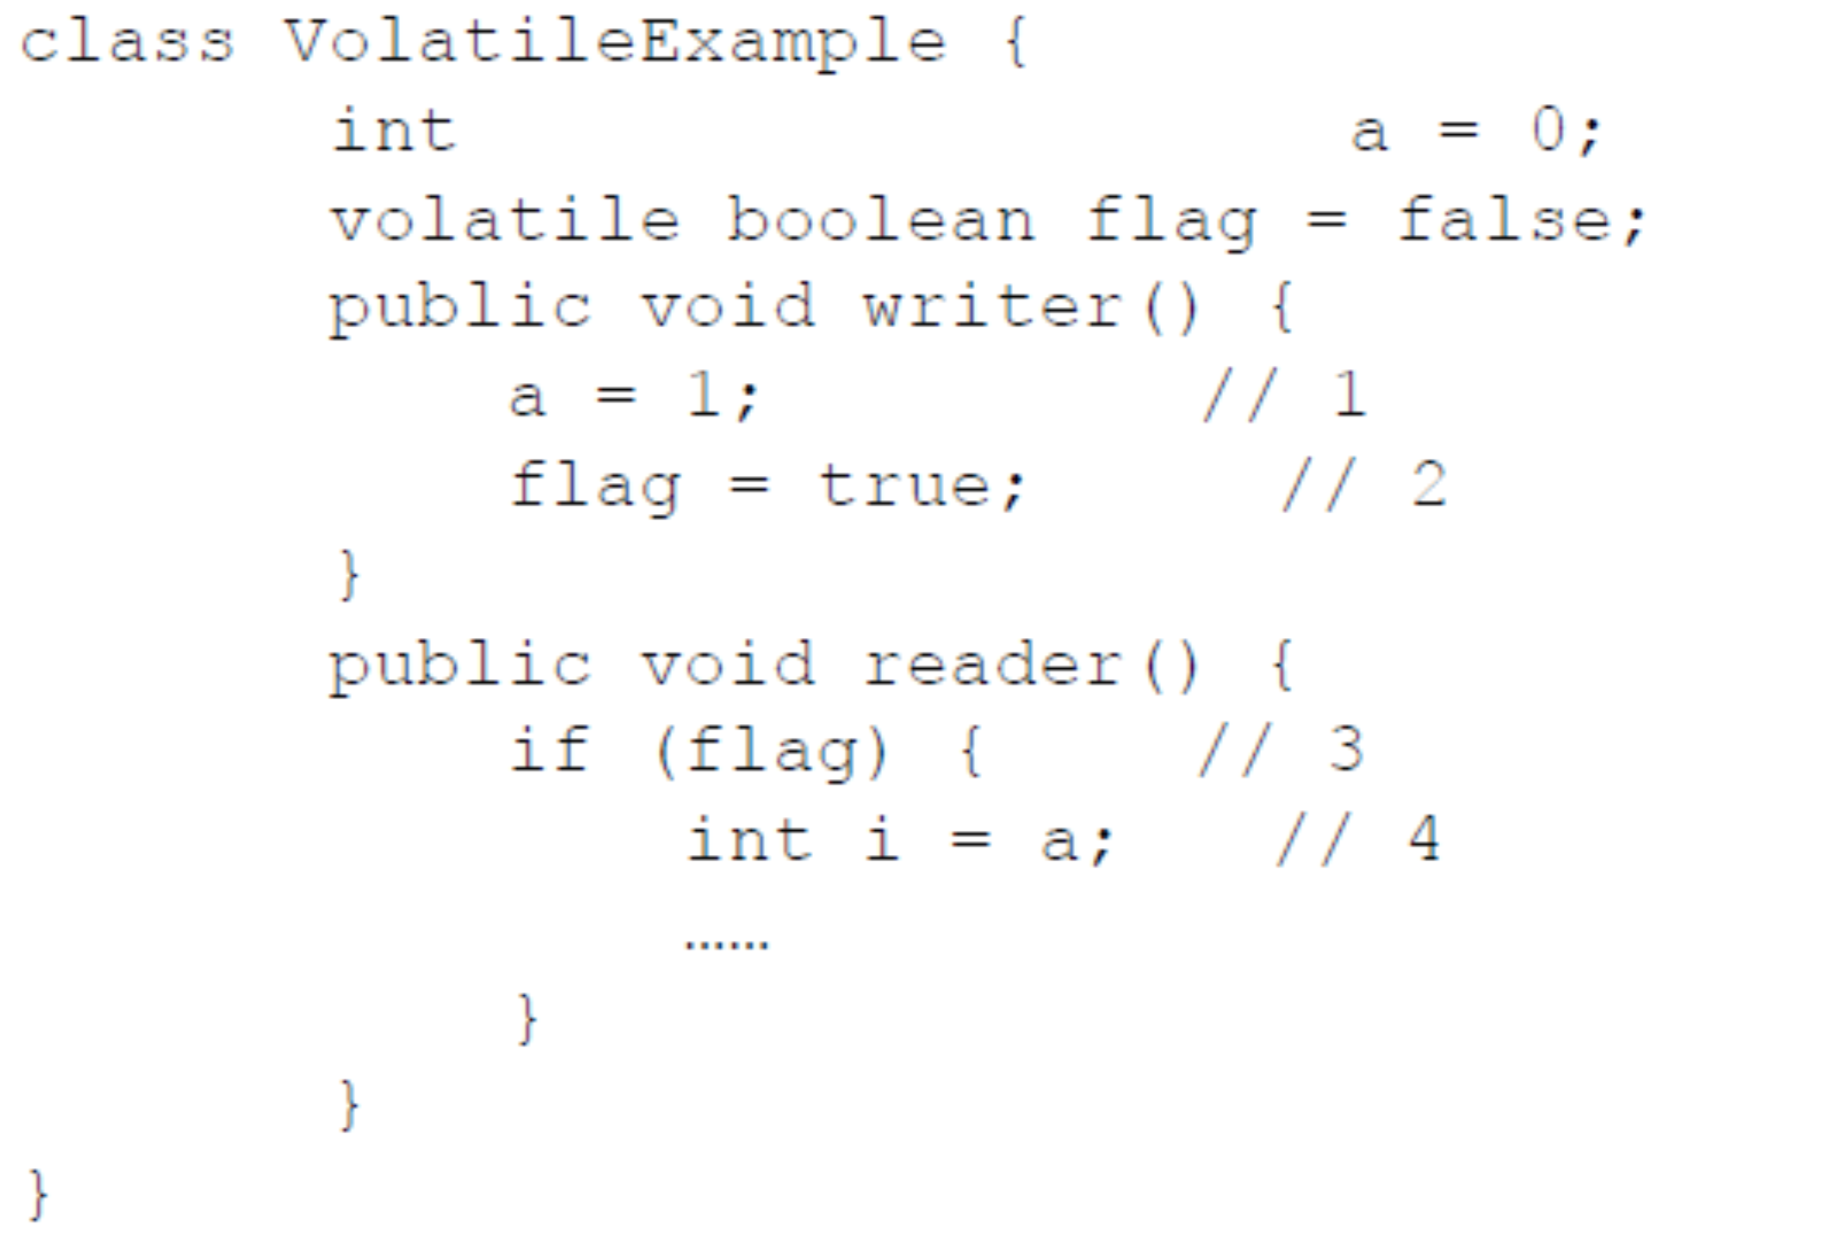 class VolatileExample {
int a = 0;
volatile boolean flag = false;
public void writer() {
a = 1; // 1
flag = true; // 2
}
public void reader() {
if (flag) { // 3
int i = a; // 4
……
}
}
}